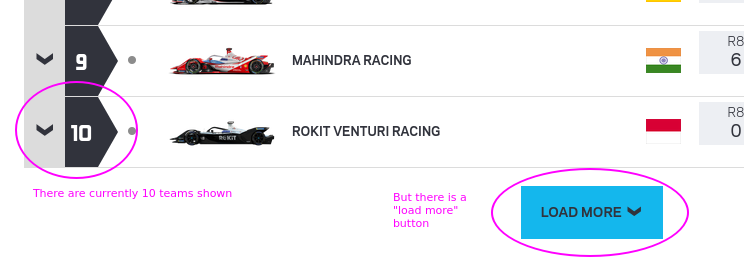 R8
9
MAHINDRA RACING
6
R8
10
ROKIT VENTURI RACING
0
There are currently 10 teams shown
But there is a
"load more"
button
LOAD MORE